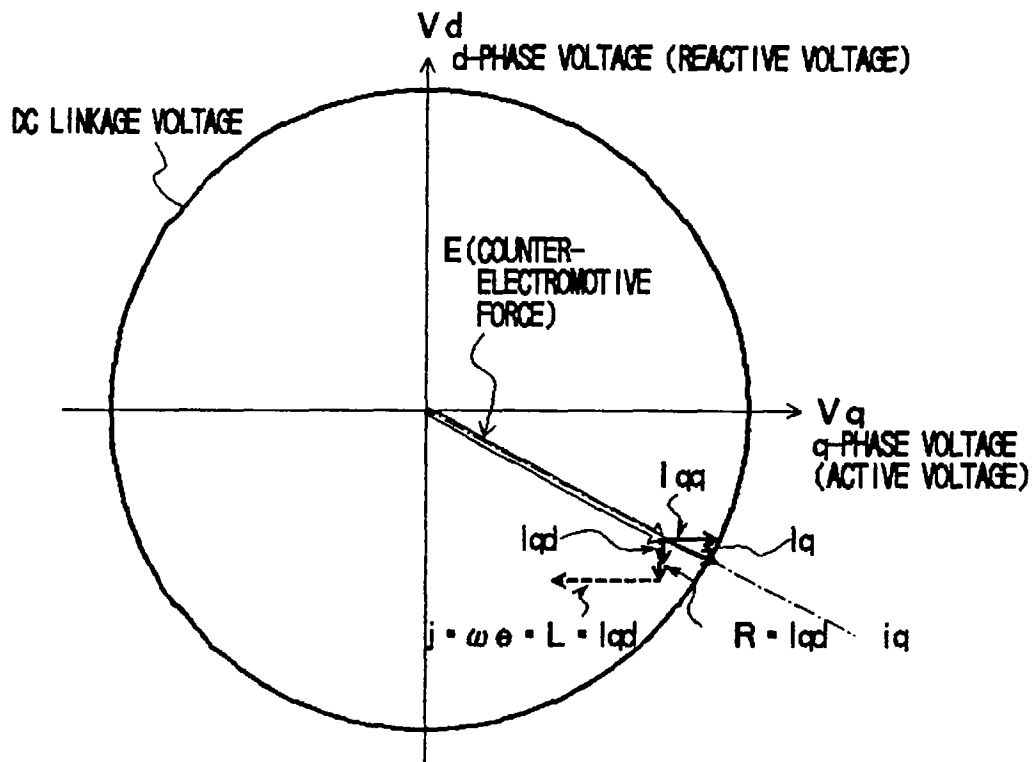 Vd
d-PHASE VOLTAGE (REACTIVE VOLTAGE)
DC LINKAGE VOLTAGE
E(COUNTER-
ELECTROMOTIVE
FORCE)
Vq
q-PHASE VOLTAGE
(ACTIVE VOLTAGE)
Iqq
Iqd
Iq
j・ωe・L・Iqd
R・Iqd
iq